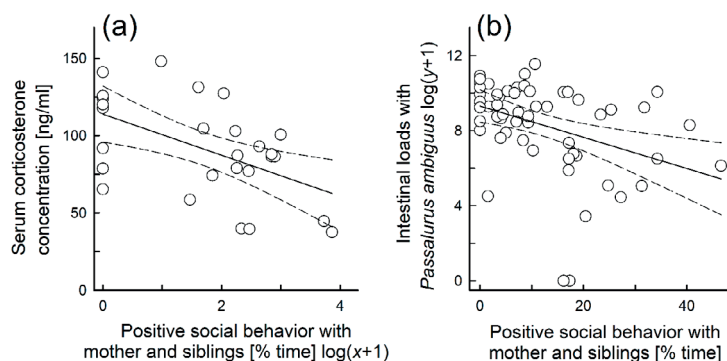 (a)
150
100
50
0
0
2
4
Serum corticosterone
concentration [ng/ml]
Positive social behavior with
mother and siblings [% time] log(x+1)
(b)
12
8
4
0
0
20
40
Intestinal loads with
Passalurus ambiguus log(y+1)
Positive social behavior with
mother and siblings [% time]